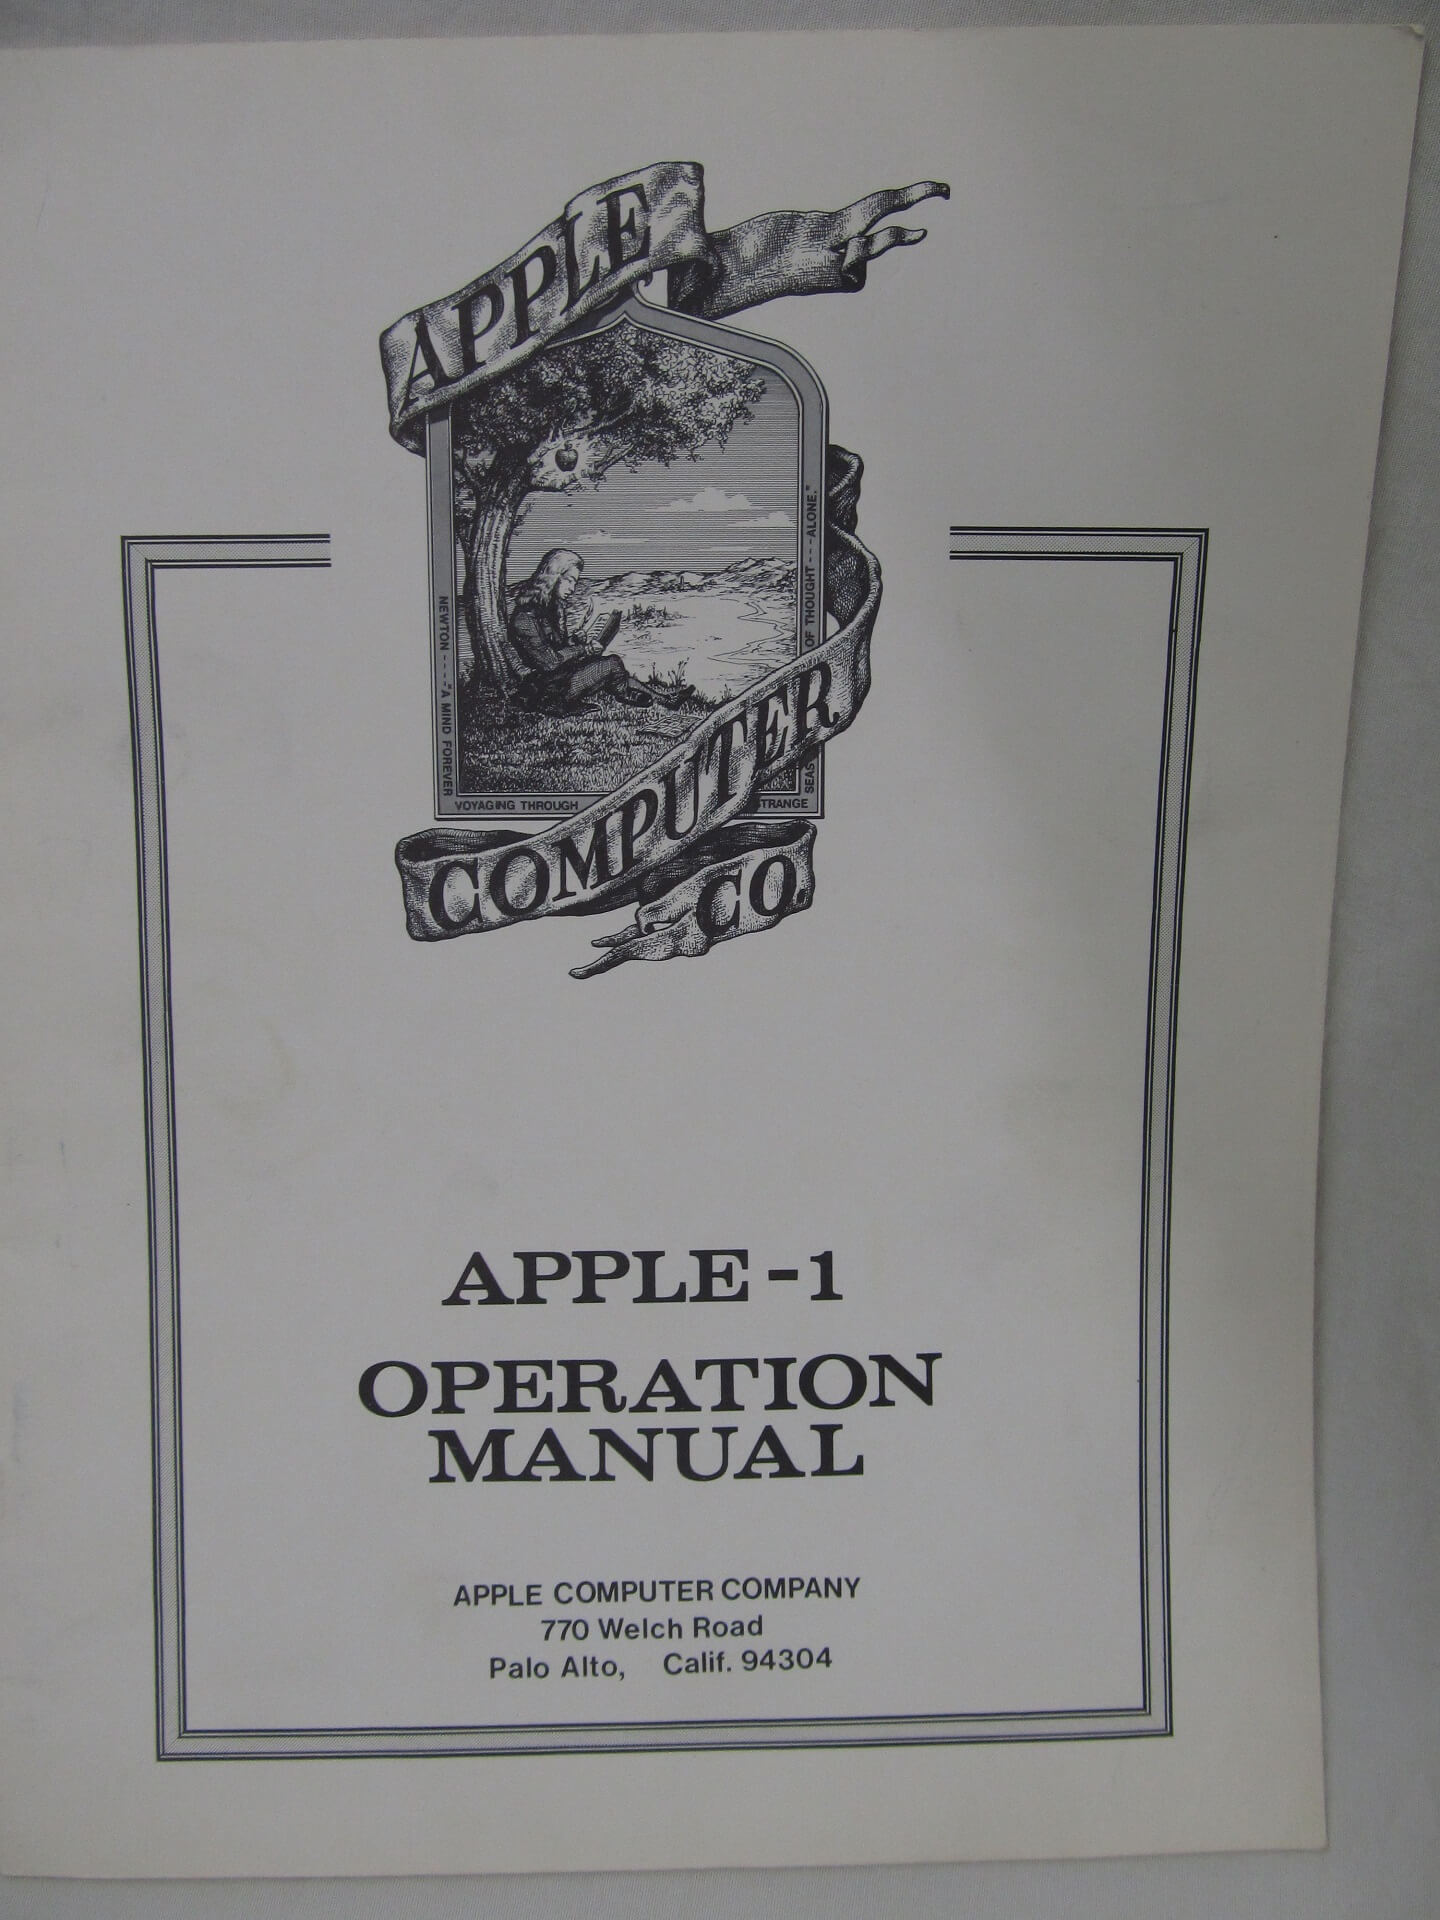 APPLE
COMPUTER
CO.
NEWTON ---- "A MIND FOREVER
VOYAGING THROUGH
STRANGE
SEAS OF THOUGHT --- ALONE."
APPLE -1
OPERATION
MANUAL
APPLE COMPUTER COMPANY
770 Welch Road
Palo Alto, Calif. 94304